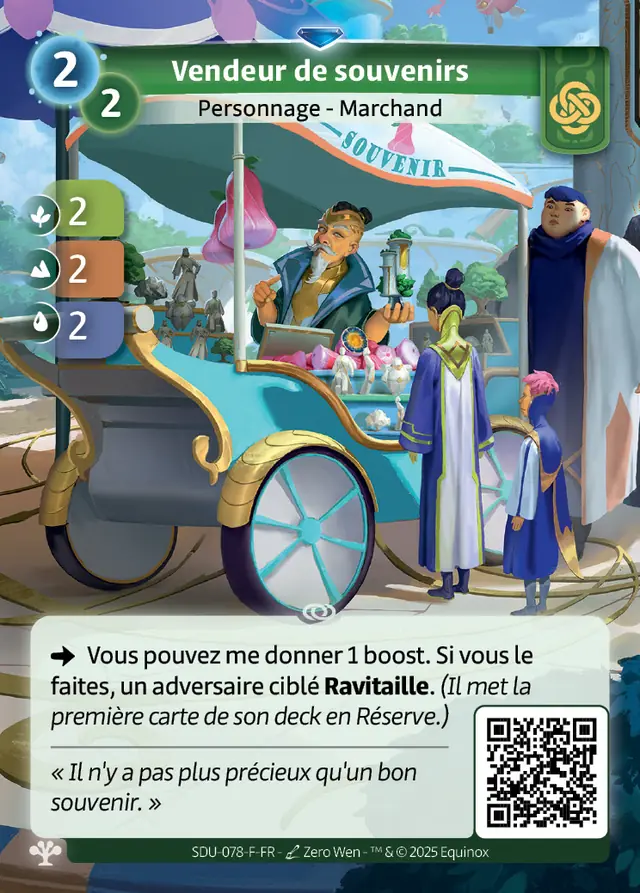 2
Vendeur de souvenirs
2
Personnage - Marchand
SOUVENIR
2
2
2
Vous pouvez me donner 1 boost. Si vous le
faites, un adversaire ciblé Ravitaille. (Il met la
première carte de son deck en Réserve.)
« Il n'y a pas plus précieux qu'un bon
souvenir. »
SDU-078-F-FR - Zero Wen - ™ & © 2025 Equinox